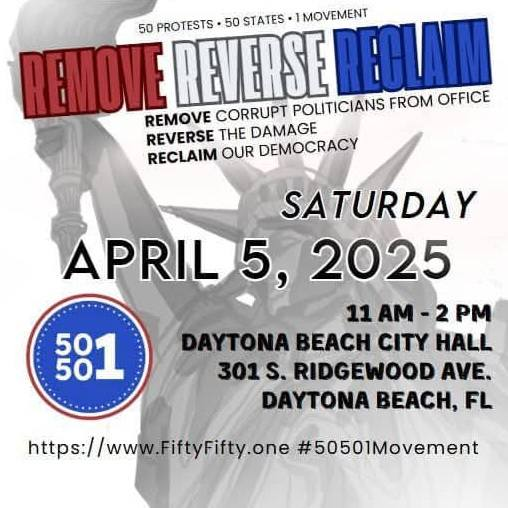 50 PROTESTS • 50 STATES • 1 MOVEMENT
REMOVE REVERSE RECLAIM
REMOVE CORRUPT POLITICIANS FROM OFFICE
REVERSE THE DAMAGE
RECLAIM OUR DEMOCRACY
SATURDAY
APRIL 5, 2025
11 AM - 2 PM
DAYTONA BEACH CITY HALL
301 S. RIDGEWOOD AVE.
DAYTONA BEACH, FL
50
50
1
https://www.FiftyFifty.one #50501Movement